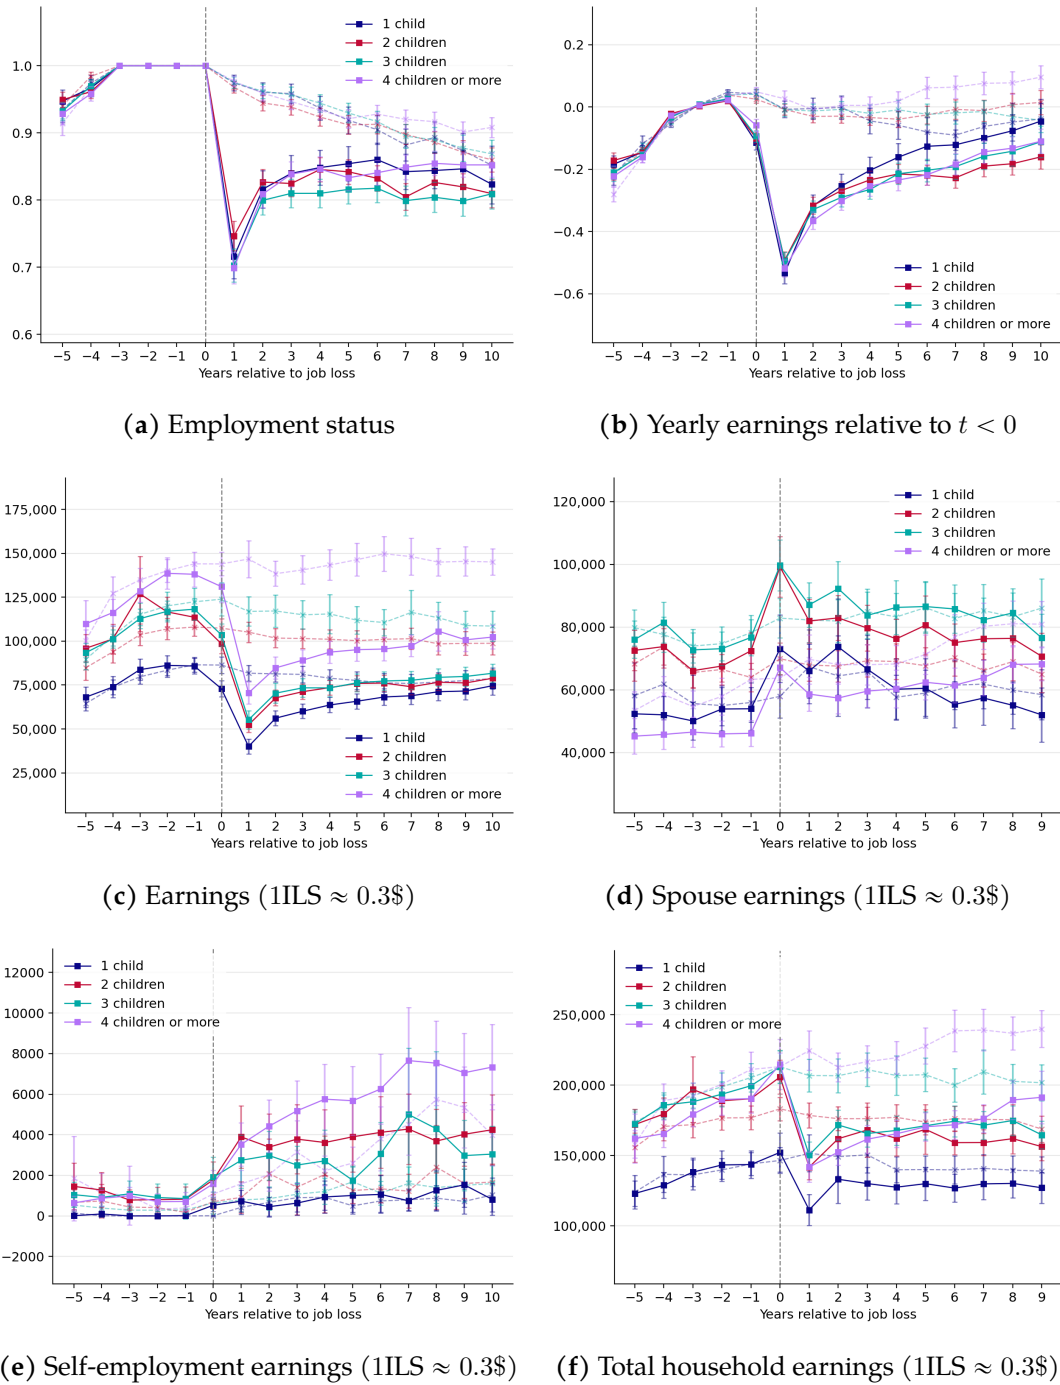 1.0
0.9
0.8
0.7
0.6
1 child
2 children
3 children
4 children or more
−5 −4 −3 −2 −1 0 1 2 3 4 5 6 7 8 9 10
Years relative to job loss
(a) Employment status
0.2
0.0
−0.2
−0.4
−0.6
1 child
2 children
3 children
4 children or more
−5 −4 −3 −2 −1 0 1 2 3 4 5 6 7 8 9 10
Years relative to job loss
(b) Yearly earnings relative to t < 0
175,000
150,000
125,000
100,000
75,000
50,000
25,000
1 child
2 children
3 children
4 children or more
−5 −4 −3 −2 −1 0 1 2 3 4 5 6 7 8 9 10
Years relative to job loss
(c) Earnings (1ILS ≈ 0.3$)
120,000
100,000
80,000
60,000
40,000
1 child
2 children
3 children
4 children or more
−5 −4 −3 −2 −1 0 1 2 3 4 5 6 7 8 9
Years relative to job loss
(d) Spouse earnings (1ILS ≈ 0.3$)
12000
10000
8000
6000
4000
2000
0
−2000
1 child
2 children
3 children
4 children or more
−5 −4 −3 −2 −1 0 1 2 3 4 5 6 7 8 9 10
Years relative to job loss
(e) Self-employment earnings (1ILS ≈ 0.3$)
250,000
200,000
150,000
100,000
1 child
2 children
3 children
4 children or more
−5 −4 −3 −2 −1 0 1 2 3 4 5 6 7 8 9
Years relative to job loss
(f) Total household earnings (1ILS ≈ 0.3$)